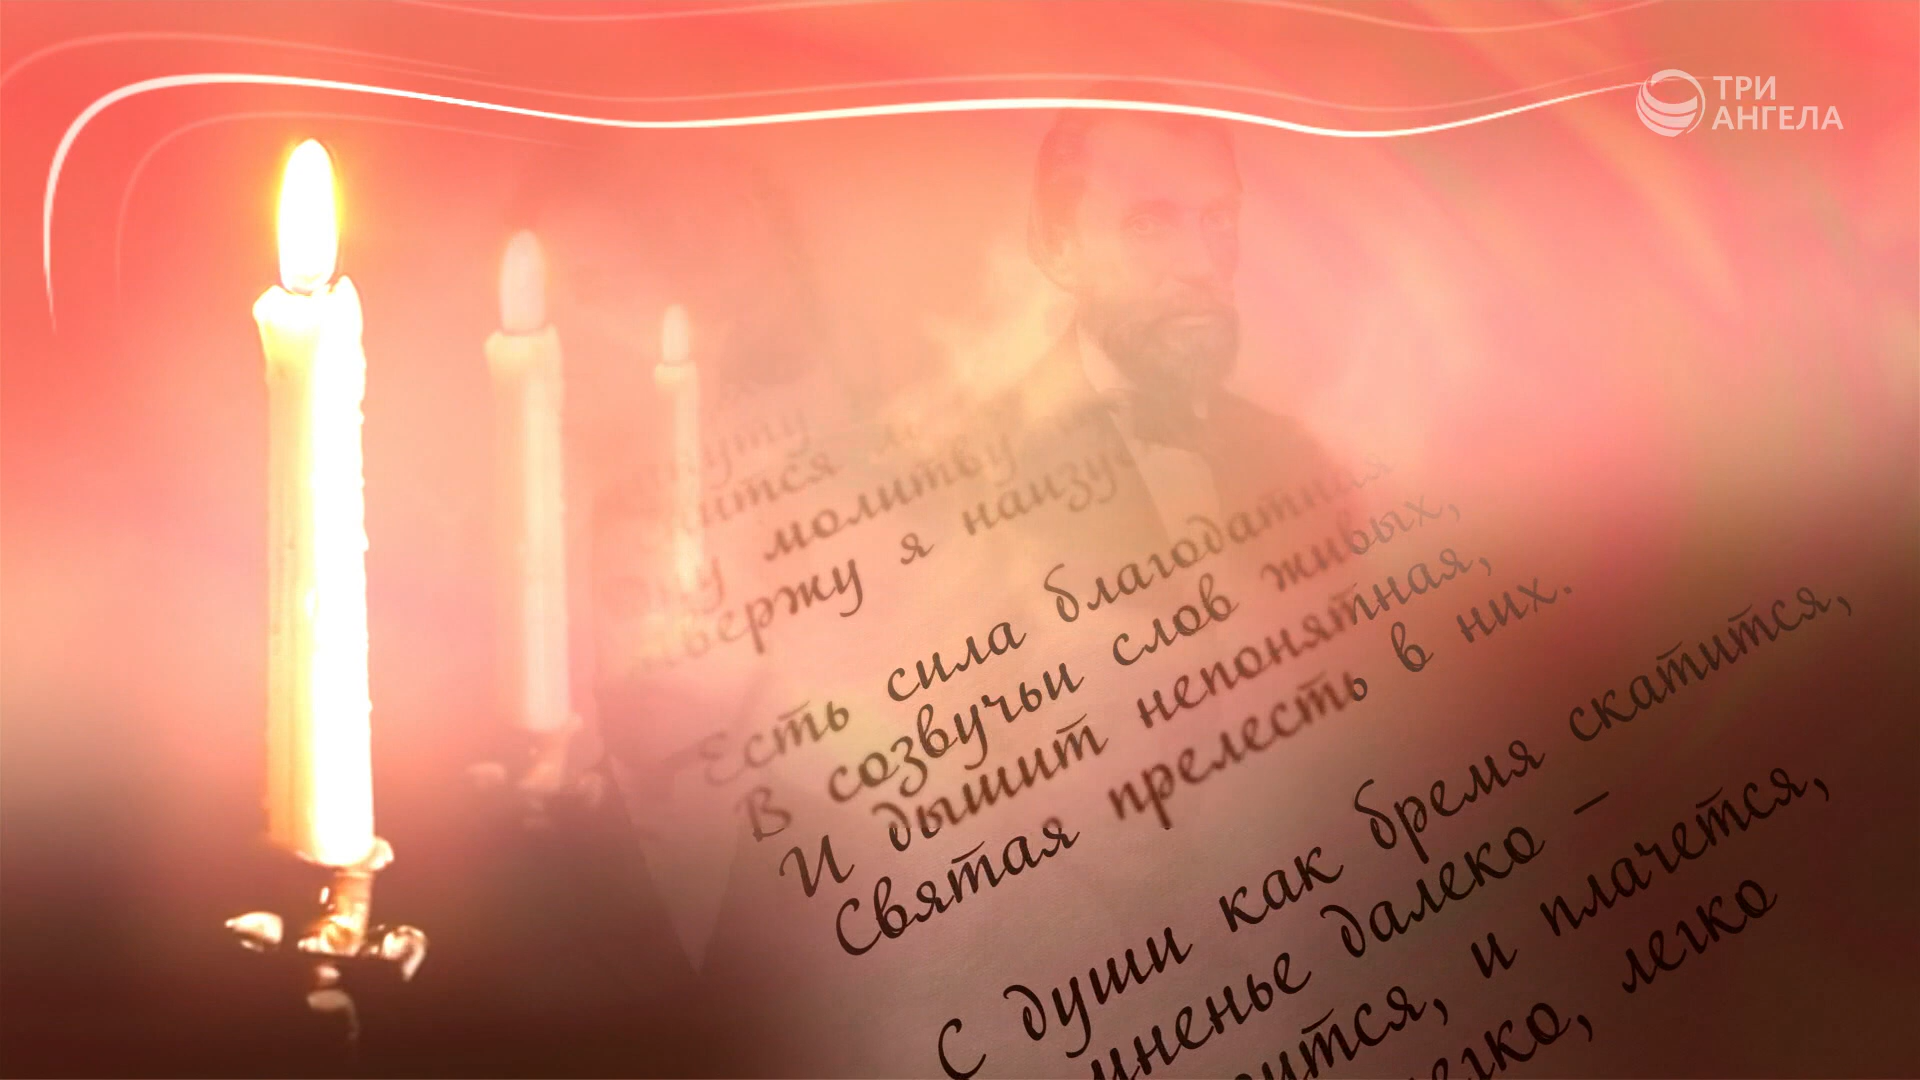 ТРИ
АНГЕЛА
молитву
твержу я наизусть
Есть сила благодатная
В созвучьи слов живых,
И дышит непонятная,
Святая прелесть в них.
С души как бремя скатится,
далеко –
и плачется,
легко, легко